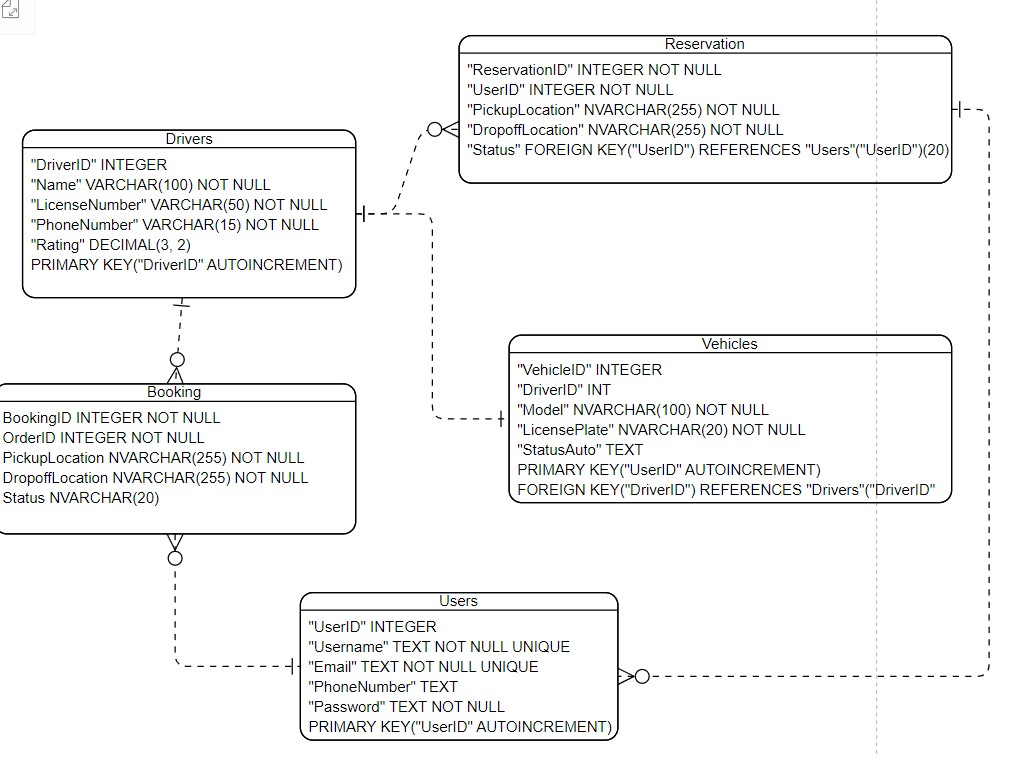 Reservation
"ReservationID" INTEGER NOT NULL
"UserID" INTEGER NOT NULL
"PickupLocation" NVARCHAR(255) NOT NULL
"DropoffLocation" NVARCHAR(255) NOT NULL
"Status" FOREIGN KEY("UserID") REFERENCES "Users"("UserID")(20)
Drivers
"DriverID" INTEGER
"Name" VARCHAR(100) NOT NULL
"LicenseNumber" VARCHAR(50) NOT NULL
"PhoneNumber" VARCHAR(15) NOT NULL
"Rating" DECIMAL(3, 2)
PRIMARY KEY("DriverID" AUTOINCREMENT)
Vehicles
"VehicleID" INTEGER
"DriverID" INT
"Model" NVARCHAR(100) NOT NULL
"LicensePlate" NVARCHAR(20) NOT NULL
"StatusAuto" TEXT
PRIMARY KEY("UserID" AUTOINCREMENT)
FOREIGN KEY("DriverID") REFERENCES "Drivers"("DriverID"
Booking
BookingID INTEGER NOT NULL
OrderID INTEGER NOT NULL
PickupLocation NVARCHAR(255) NOT NULL
DropoffLocation NVARCHAR(255) NOT NULL
Status NVARCHAR(20)
Users
"UserID" INTEGER
"Username" TEXT NOT NULL UNIQUE
"Email" TEXT NOT NULL UNIQUE
"PhoneNumber" TEXT
"Password" TEXT NOT NULL
PRIMARY KEY("UserID" AUTOINCREMENT)